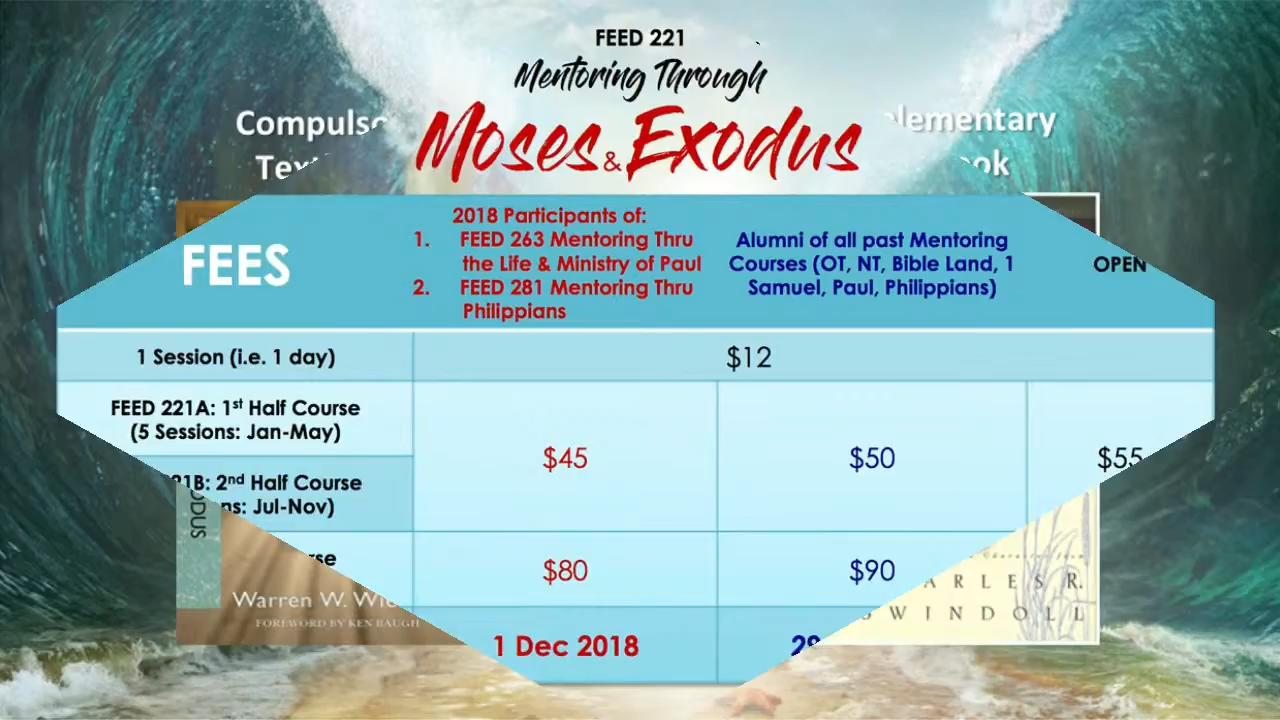 FEED 221
Mentoring Through
Moses & Exodus
FEES
2018 Participants of:
1. FEED 263 Mentoring Thru
the Life & Ministry of Paul
2. FEED 281 Mentoring Thru
Philippians
Alumni of all past Mentoring
Courses (OT, NT, Bible Land, 1
Samuel, Paul, Philippians)
OPEN
1 Session (i.e. 1 day)
$12
FEED 221A: 1st Half Course
(5 Sessions: Jan-May)
2nd Half Course
Jul-Nov)
$45
$50
$55
$80
$90
1 Dec 2018
Warren W.
FOREWORD BY KEN BAUGH
R.